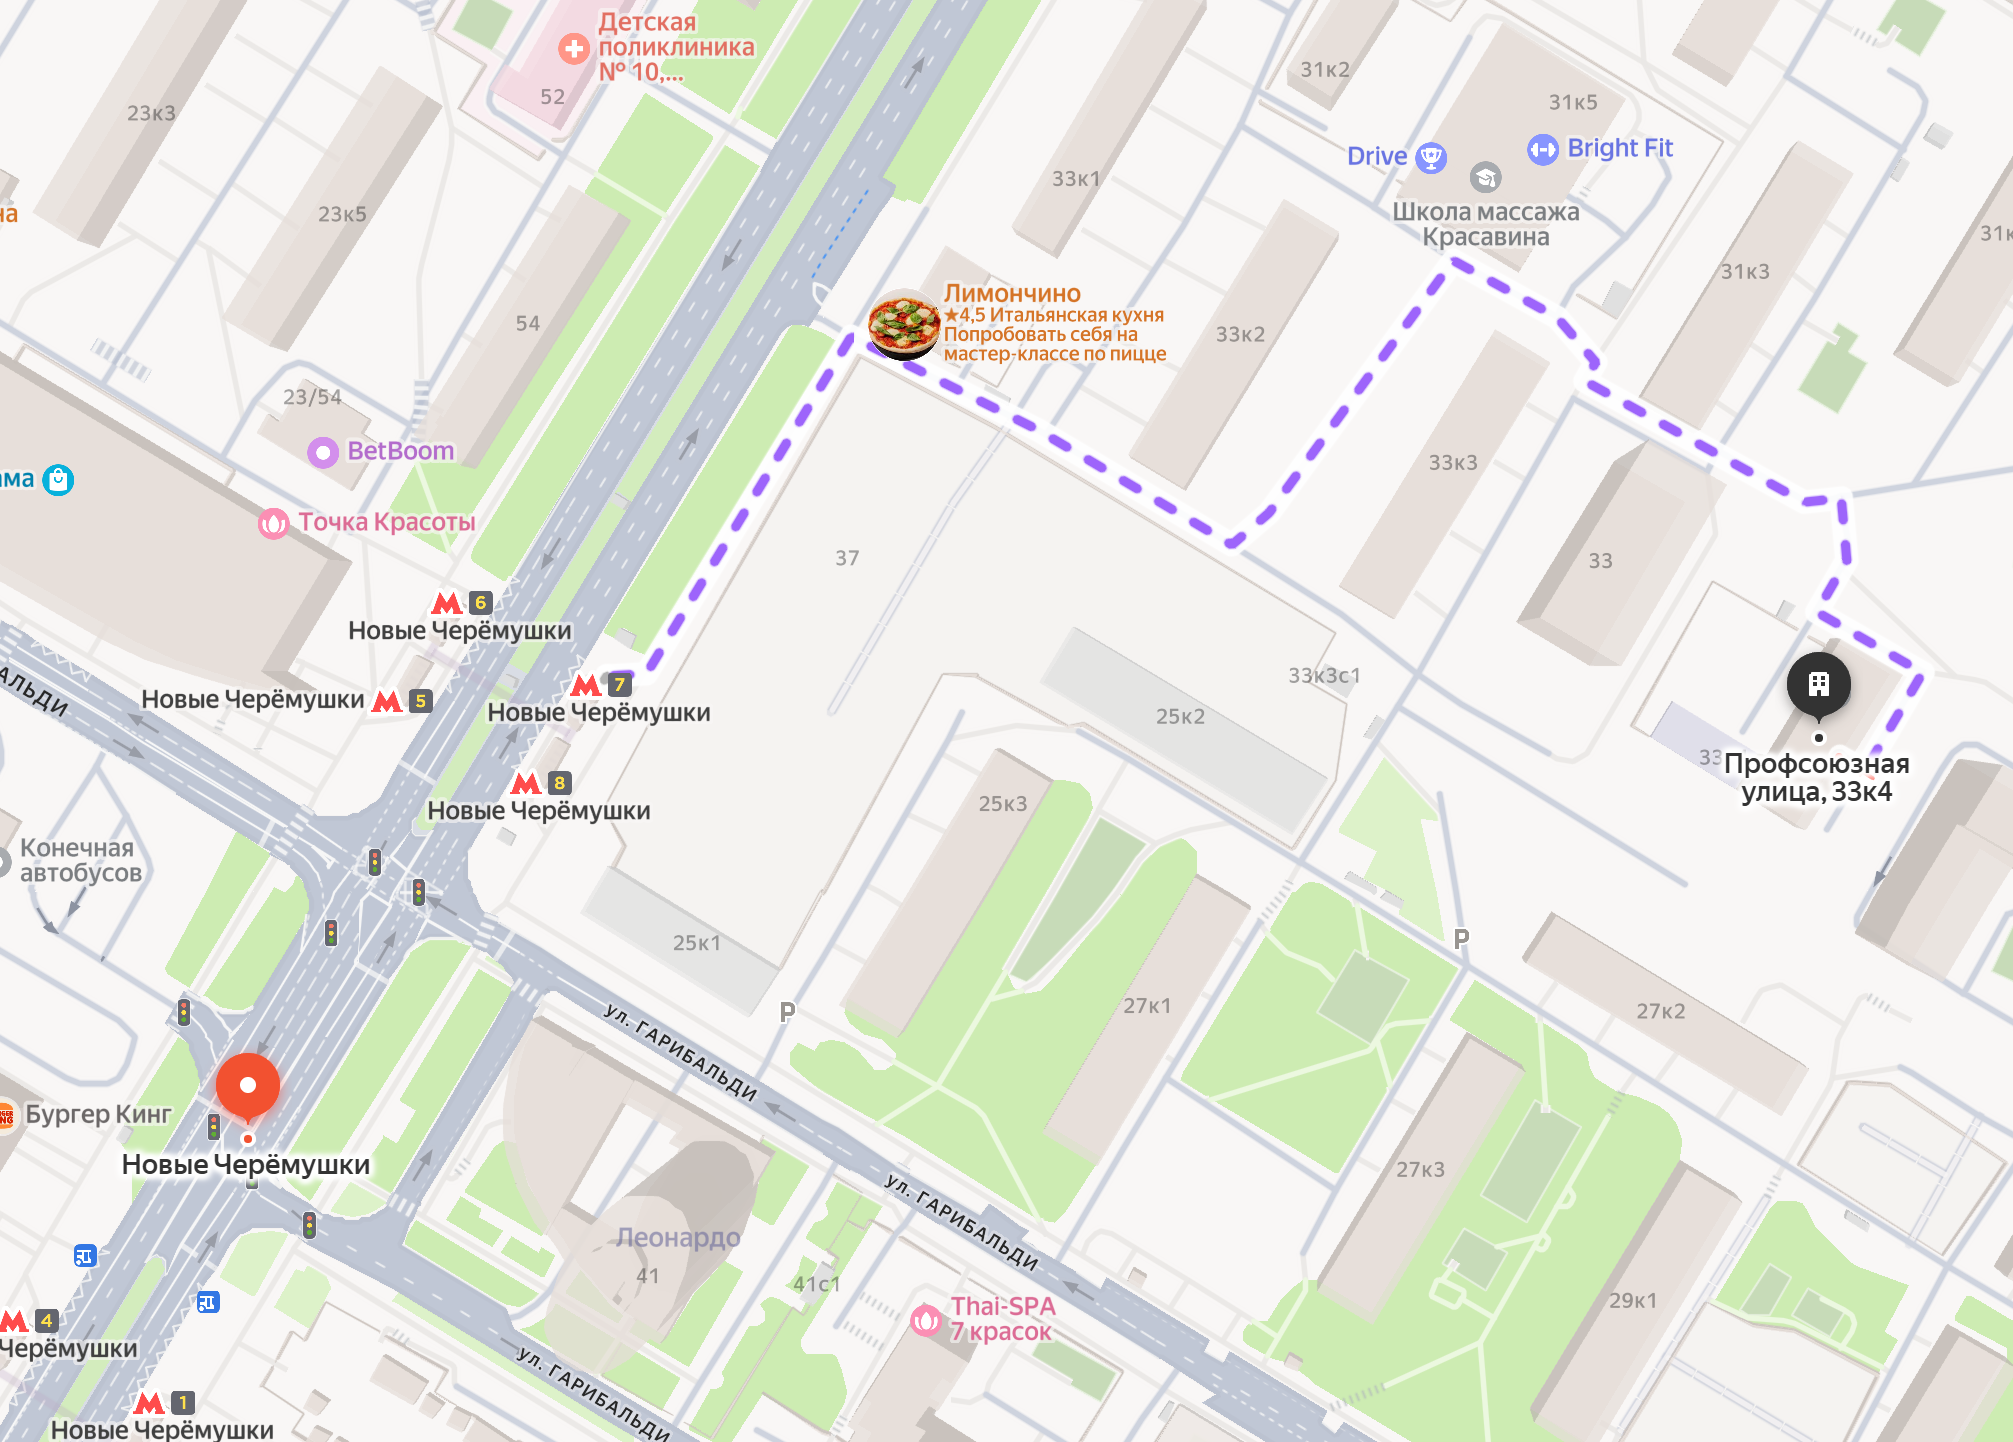 Детская
поликлиника
№ 10,...
52
23к3
23к5
54
23/54
BetBoom
Точка Красоты
33к1
31к2
31к5
Drive
Bright Fit
Школа массажа
Красавина
31к3
Лимончино
★4,5 Итальянская кухня
Попробовать себя на
мастер-классе по пицце
33к2
33к3
33
37
6
Новые Черёмушки
Новые Черёмушки
5
7
Новые Черёмушки
8
Новые Черёмушки
33к3с1
25к2
25к3
Профсоюзная
улица, 33к4
Конечная
автобусов
25к1
P
P
27к1
27к2
ул. ГАРИБАЛЬДИ
Бургер Кинг
Новые Черёмушки
27к3
ул. ГАРИБАЛЬДИ
Леонардо
41
41с1
29к1
Thai-SPA
7 красок
4
Черёмушки
ул. ГАРИБАЛЬДИ
1
Новые Черёмушки